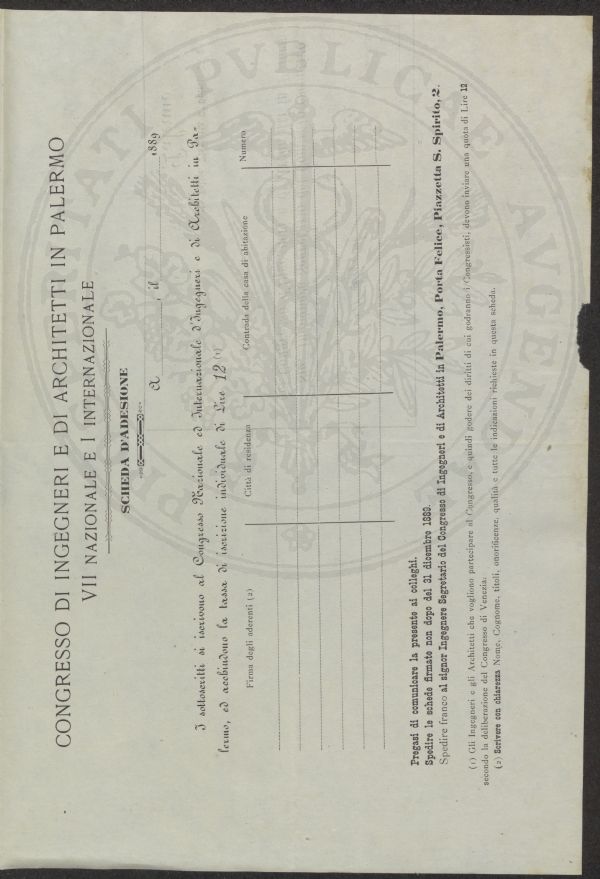 CONGRESSO DI INGEGNERI E DI ARCHITETTI IN PALERMO
VII NAZIONALE E I INTERNAZIONALE
SCHEDA D'ADESIONE
A , il 1889
I sottoscritti si iscrivono al Congresso Nazionale ed Internazionale d'Ingegneri e di Architetti in Pa-
lermo, ed acchiudono la tassa di iscrizione individuale di Lire 12 (1)
Firma degli aderenti (2) Città di residenza Contrada della casa di abitazione Numero
Pregasi di comunicare la presente ai colleghi.
Spedire le schede firmate non dopo del 31 dicembre 1889.
Spedire franco al signor Ingegnere Segretario del Congresso di Ingegneri e di Architetti in Palermo, Porta Felice, Piazzetta S. Spirito, 2.
(1) Gli Ingegneri e gli Architetti che vogliono partecipare al Congresso, e quindi godere dei diritti di cui godranno i Congressisti, devono inviare una quota di Lire 12
secondo la deliberazione del Congresso di Venezia.
(2) Scrivere con chiarezza Nome, Cognome, titoli, onorificenze, qualità e tutte le indicazioni richieste in questa scheda.